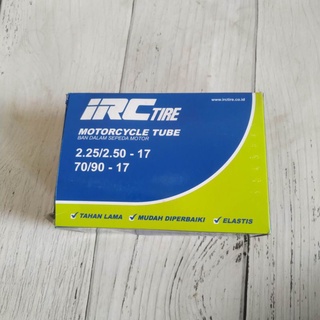 www.irctire.co.id
IRC TIRE
MOTORCYCLE TUBE
BAN DALAM SEPEDA MOTOR
2.25/2.50 - 17
70/90 - 17
TAHAN LAMA
MUDAH DIPERBAIKI
ELASTIS